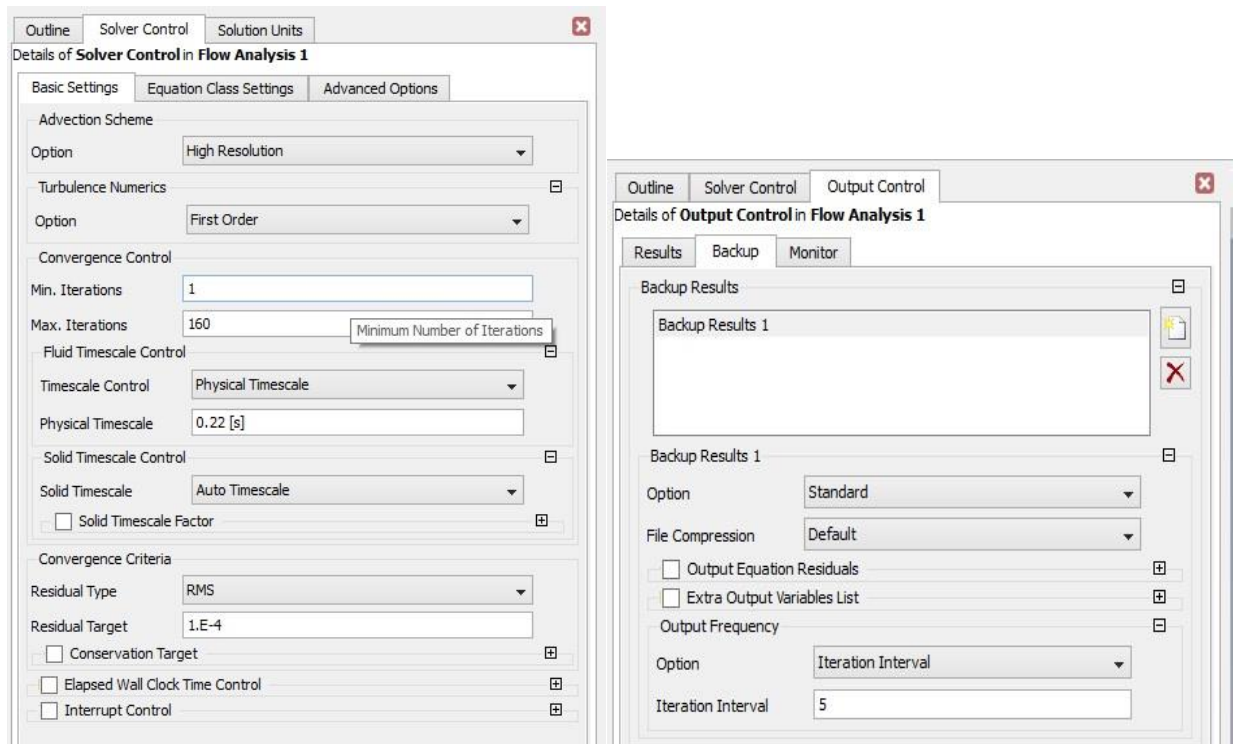 Outline Solver Control Solution Units
Details of Solver Control in Flow Analysis 1
Basic Settings Equation Class Settings Advanced Options
Advection Scheme
Option High Resolution
Turbulence Numerics
Option First Order
Convergence Control
Min. Iterations 1
Max. Iterations 160
Minimum Number of Iterations
Fluid Timescale Control
Timescale Control Physical Timescale
Physical Timescale 0.22 [s]
Solid Timescale Control
Solid Timescale Auto Timescale
Solid Timescale Factor
Convergence Criteria
Residual Type RMS
Residual Target 1.E-4
Conservation Target
Elapsed Wall Clock Time Control
Interrupt Control
Outline Solver Control Output Control
Details of Output Control in Flow Analysis 1
Results Backup Monitor
Backup Results
Backup Results 1
Backup Results 1
Option Standard
File Compression Default
Output Equation Residuals
Extra Output Variables List
Output Frequency
Option Iteration Interval
Iteration Interval 5